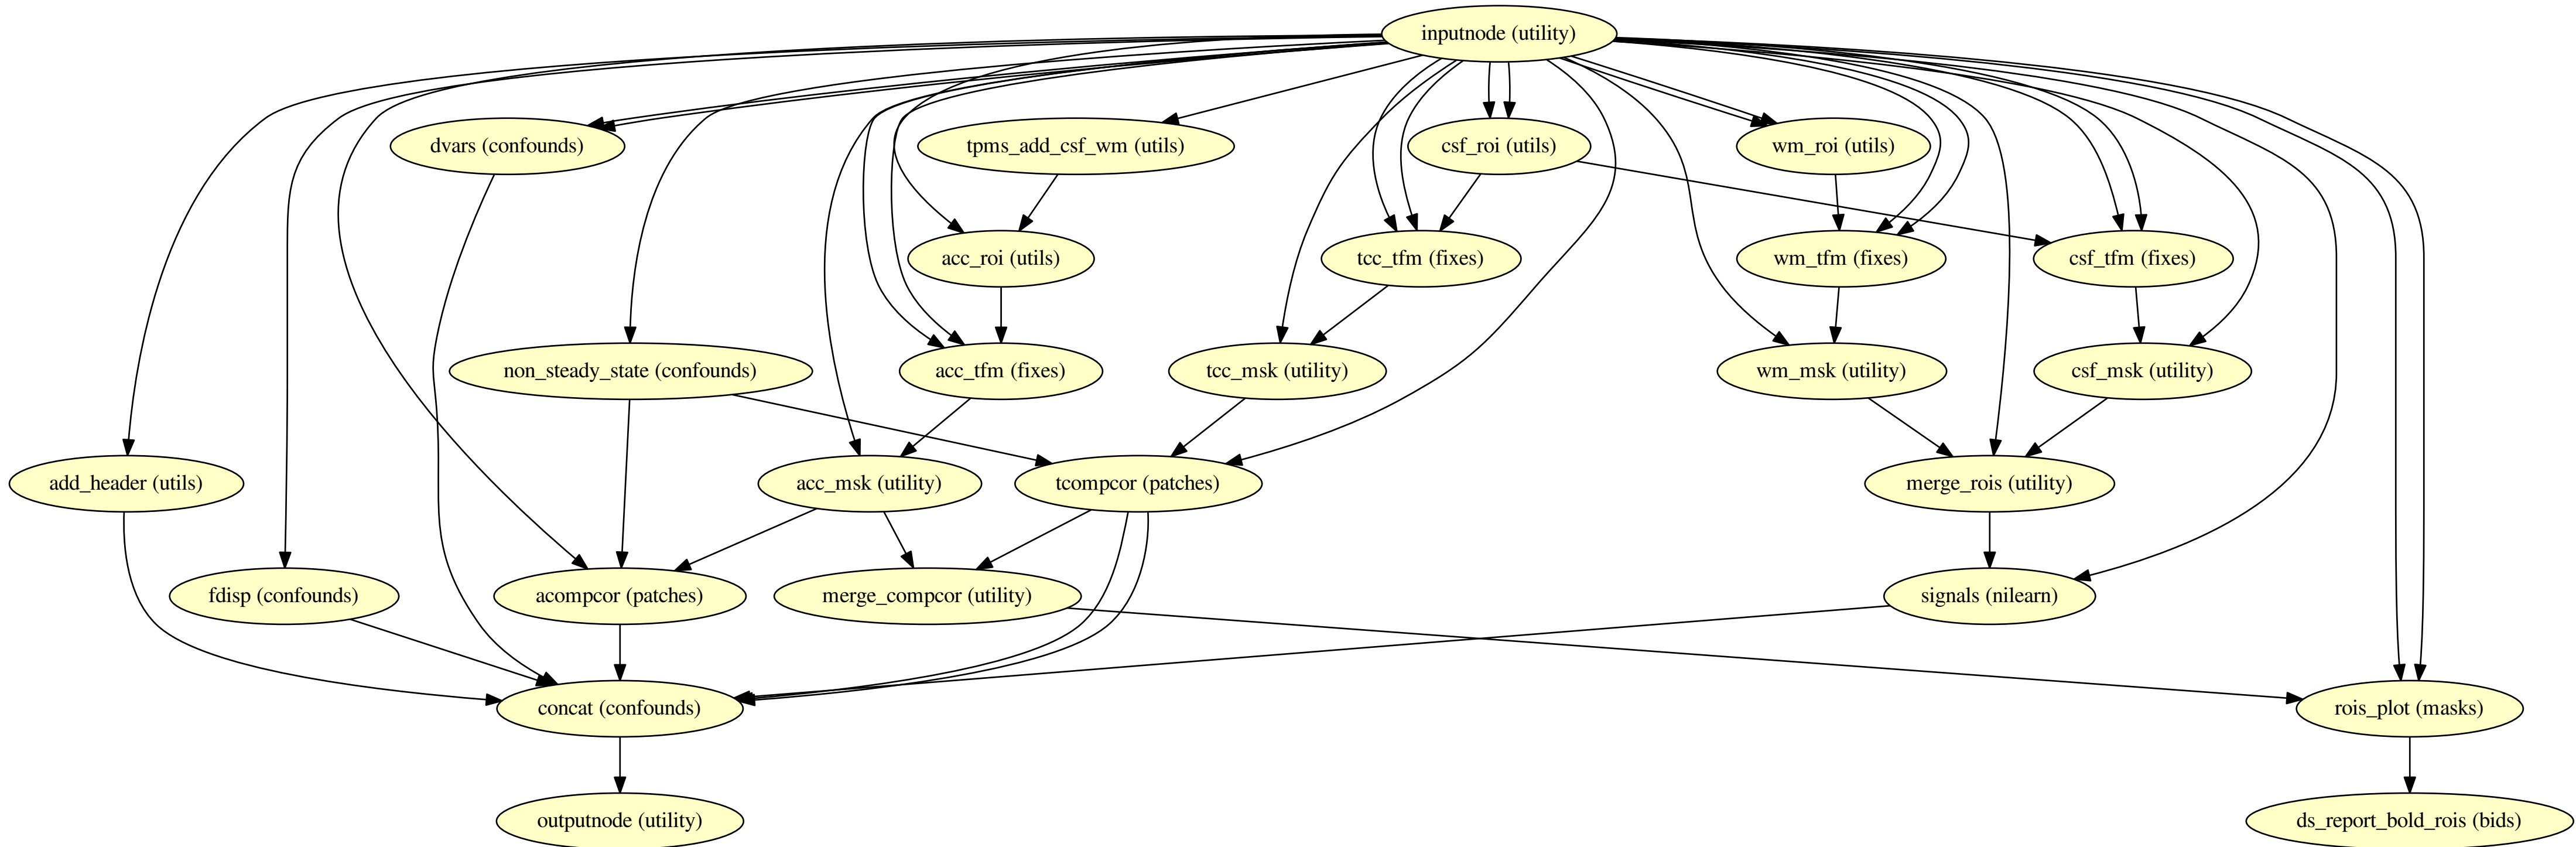 inputnode (utility)
dvars (confounds)
tpms_add_csf_wm (utils)
csf_roi (utils)
wm_roi (utils)
acc_roi (utils)
tcc_tfm (fixes)
wm_tfm (fixes)
csf_tfm (fixes)
non_steady_state (confounds)
acc_tfm (fixes)
tcc_msk (utility)
wm_msk (utility)
csf_msk (utility)
add_header (utils)
acc_msk (utility)
tcompcor (patches)
merge_rois (utility)
fdisp (confounds)
acompcor (patches)
merge_compcor (utility)
signals (nilearn)
concat (confounds)
rois_plot (masks)
outputnode (utility)
ds_report_bold_rois (bids)